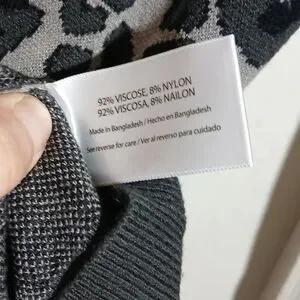 92% VISCOSE, 8% NYLON
92% VISCOSA, 8% NAILON
Made in Bangladesh / Hecho en Bangladesh
See reverse for care / Ver al reverso para cuidado